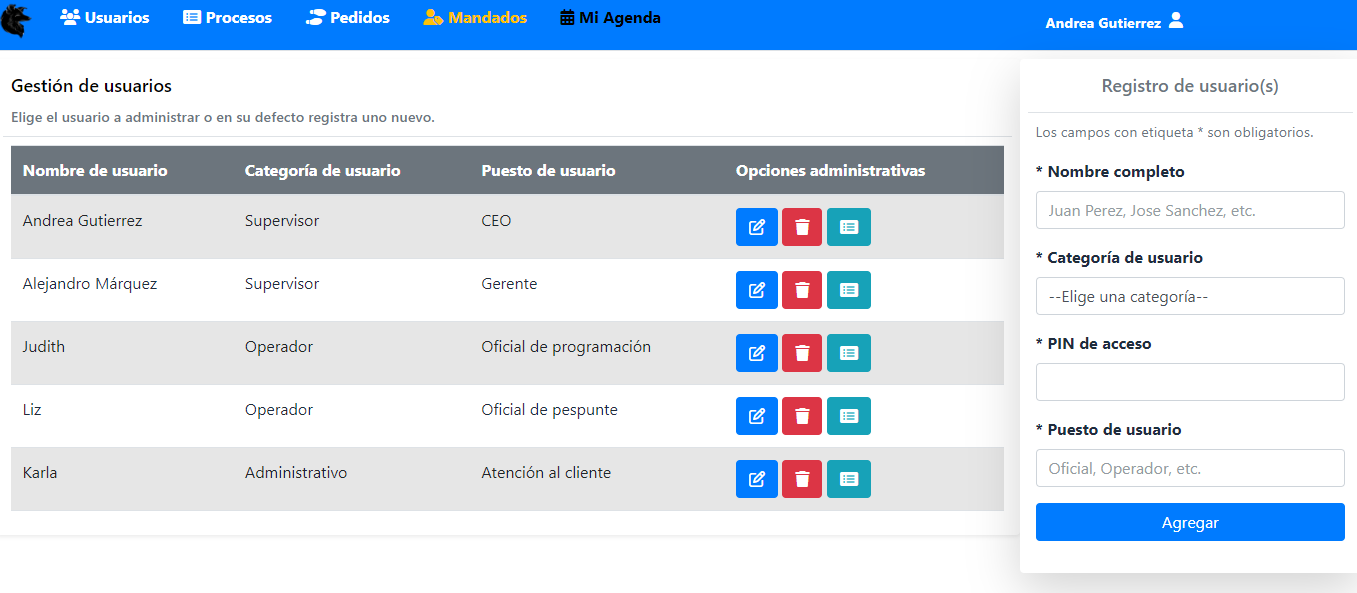 Usuarios Procesos Pedidos Mandados Mi Agenda Andrea Gutierrez
Gestión de usuarios
Elige el usuario a administrar o en su defecto registra uno nuevo.
Nombre de usuario Categoría de usuario Puesto de usuario Opciones administrativas
Andrea Gutierrez Supervisor CEO
Alejandro Márquez Supervisor Gerente
Judith Operador Oficial de programación
Liz Operador Oficial de pespunte
Karla Administrativo Atención al cliente
Registro de usuario(s)
Los campos con etiqueta * son obligatorios.
* Nombre completo
Juan Perez, Jose Sanchez, etc.
* Categoría de usuario
--Elige una categoría--
* PIN de acceso
* Puesto de usuario
Oficial, Operador, etc.
Agregar